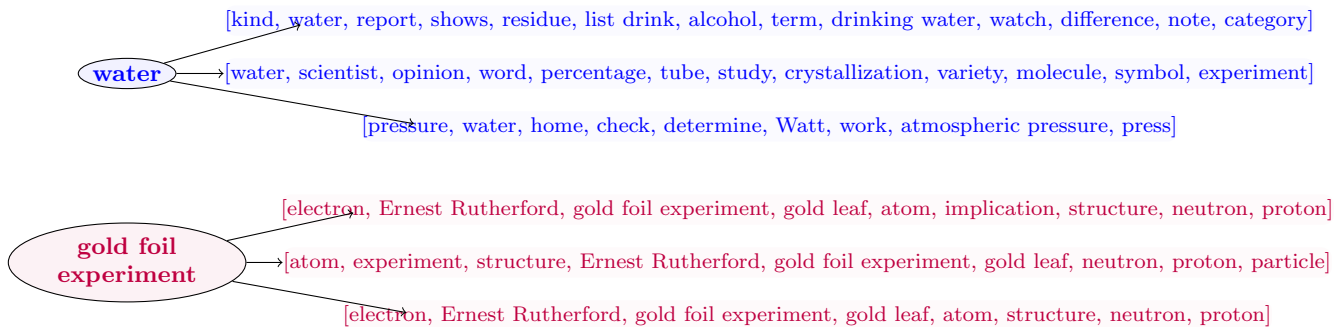 [kind, water, report, shows, residue, list drink, alcohol, term, drinking water, watch, difference, note, category]
water
[water, scientist, opinion, word, percentage, tube, study, crystallization, variety, molecule, symbol, experiment]
[pressure, water, home, check, determine, Watt, work, atmospheric pressure, press]
[electron, Ernest Rutherford, gold foil experiment, gold leaf, atom, implication, structure, neutron, proton]
gold foil
experiment
[atom, experiment, structure, Ernest Rutherford, gold foil experiment, gold leaf, neutron, proton, particle]
[electron, Ernest Rutherford, gold foil experiment, gold leaf, atom, structure, neutron, proton]